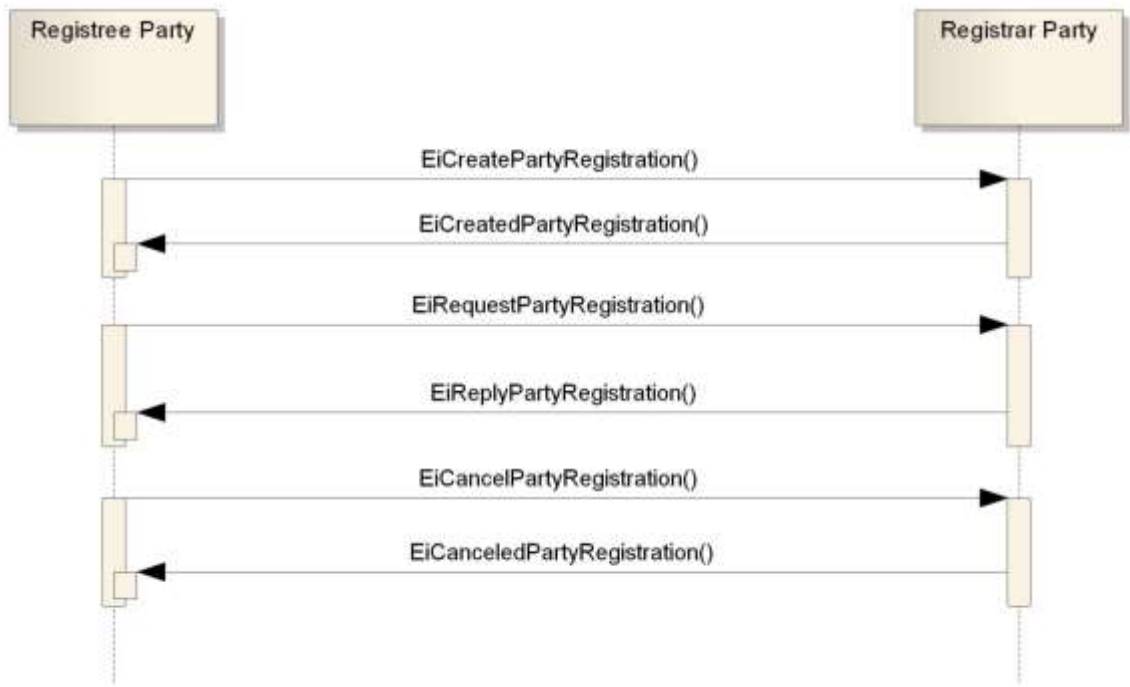 Registree Party
Registrar Party
EiCreatePartyRegistration()
EiCreatedPartyRegistration()
EiRequestPartyRegistration()
EiReplyPartyRegistration()
EiCancelPartyRegistration()
EiCanceledPartyRegistration()